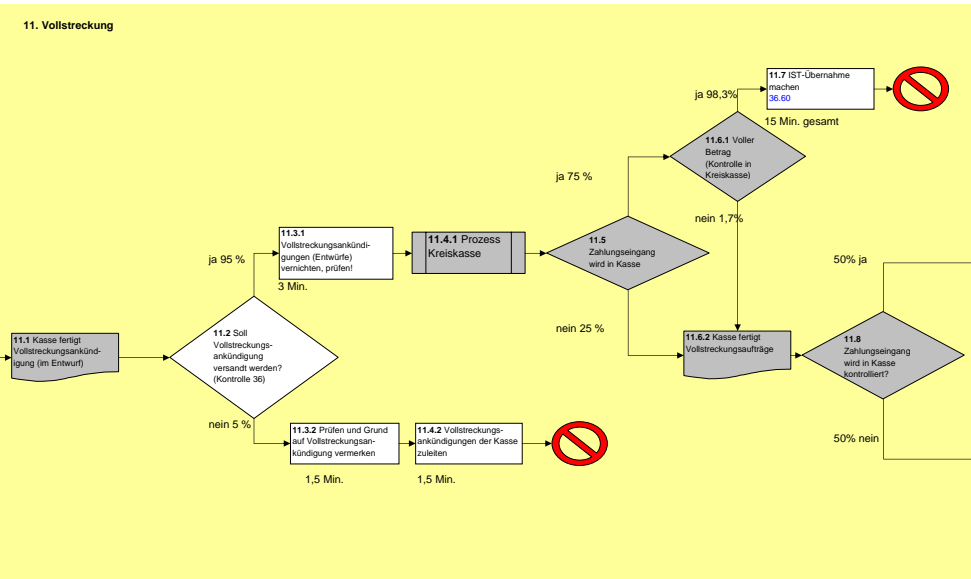 11. Vollstreckung
11.1 Kasse fertigt
Vollstreckungsankünd-
igung (im Entwurf)
11.2 Soll
Vollstreckungs-
ankündigung
versandt werden?
(Kontrolle 36)
ja 95 %
11.3.1
Vollstreckungsankündi-
gungen (Entwürfe)
vernichten, prüfen!
3 Min.
11.4.1 Prozess
Kreiskasse
nein 5 %
11.3.2 Prüfen und Grund
auf Vollstreckungsan-
kündigung vermerken
1,5 Min.
11.4.2 Vollstreckungs-
ankündigungen der Kasse
zuleiten
1,5 Min.
11.5
Zahlungseingang
wird in Kasse
ja 75 %
nein 25 %
11.6.1 Voller
Betrag
(Kontrolle in
Kreiskasse)
ja 98,3%
nein 1,7%
11.7 IST-Übernahme
machen
36.60
15 Min. gesamt
11.6.2 Kasse fertigt
Vollstreckungsaufträge
11.8
Zahlungseingang
wird in Kasse
kontrolliert?
50% ja
50% nein